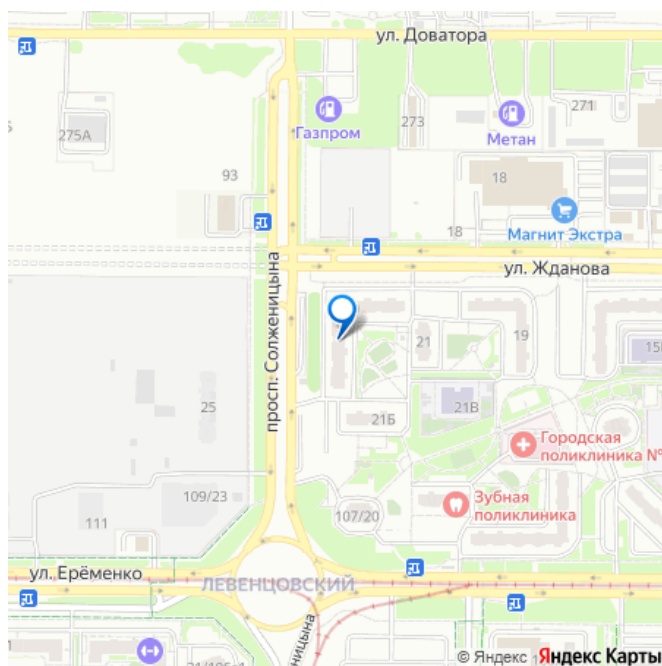 ул. Доватора
Газпром
273
Метан
271
275А
93
18
18
Магнит Экстра
ул. Жданова
просп. Солженицына
19
21
15
25
21Б
21В
Городская
поликлиника №
109/23
Зубная
поликлиника
107/20
111
ул. Ерёменко
ЛЕВЕНЦОВСКИЙ
© Яндекс Яндекс Карты